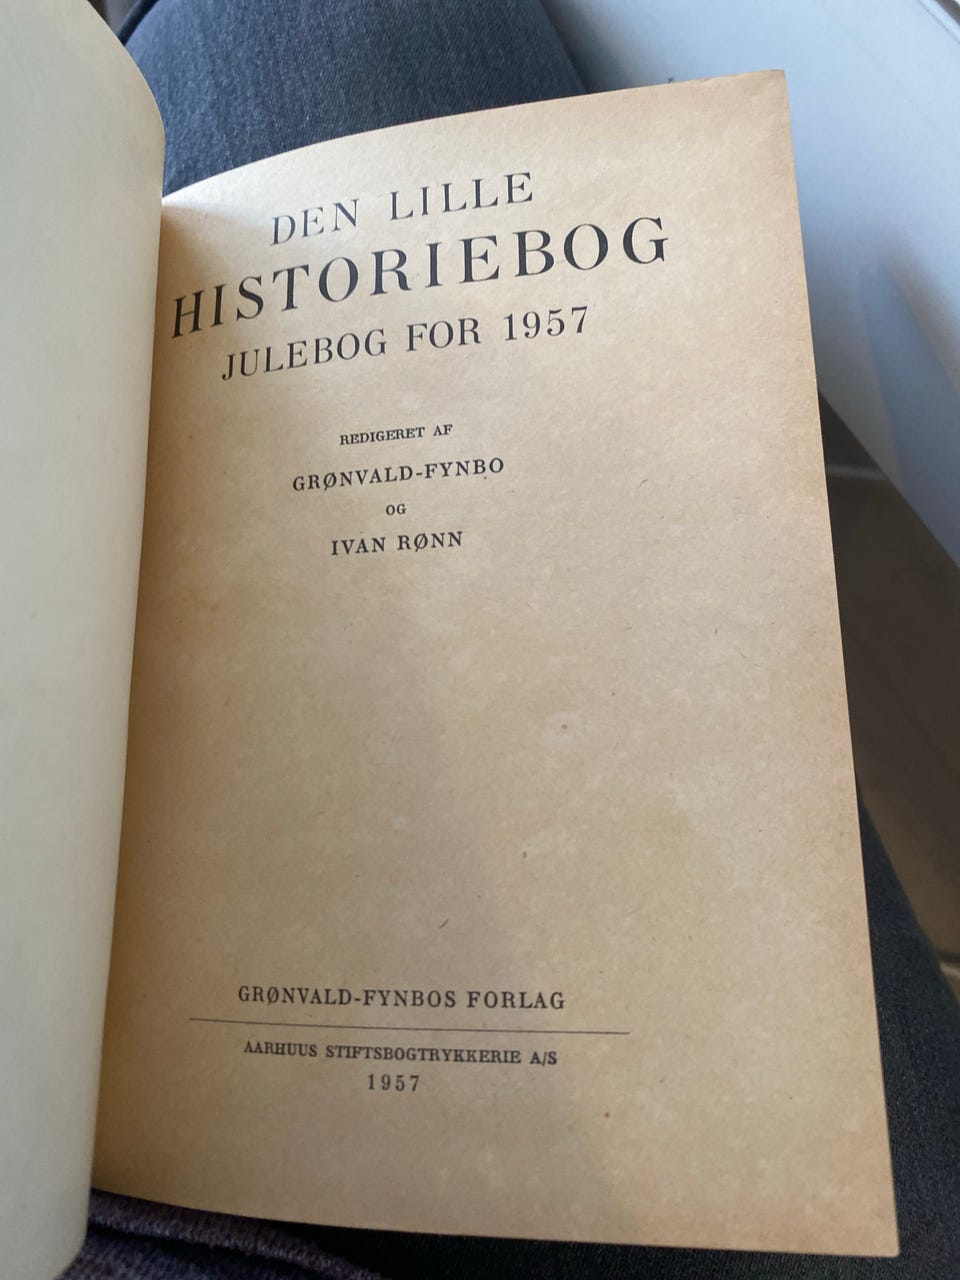 DEN LILLE
HISTORIEBOG
JULEBOG FOR 1957
REDIGERET AF
GRØNVALD-FYNBO
OG
IVAN RØNN
GRØNVALD-FYNBOS FORLAG
AARHUUS STIFTSBOGTRYKKERIE A/S
1957